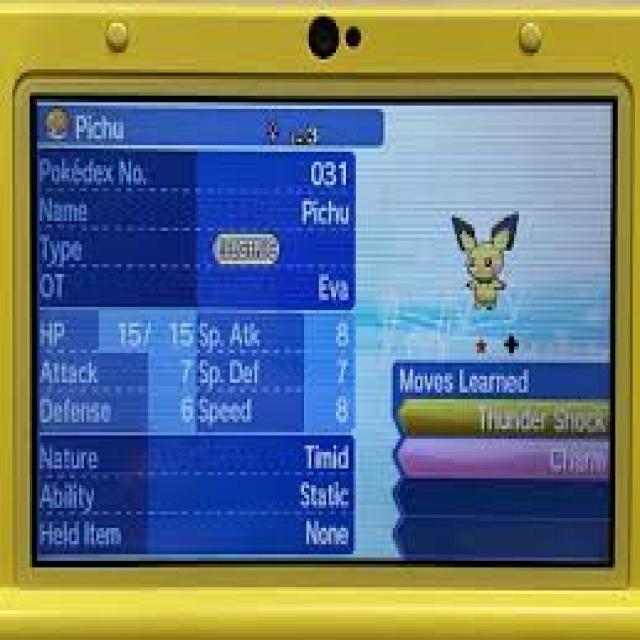 Pichu
Pokédex No. 031
Name Pichu
Type ELECTRIC
OT Eva
HP 15/ 15 Sp. Atk 8
Attack 7 Sp. Def 7
Defense 6 Speed 8
Moves Learned
Thunder Shock
Charm
Nature Timid
Ability Static
Held Item None